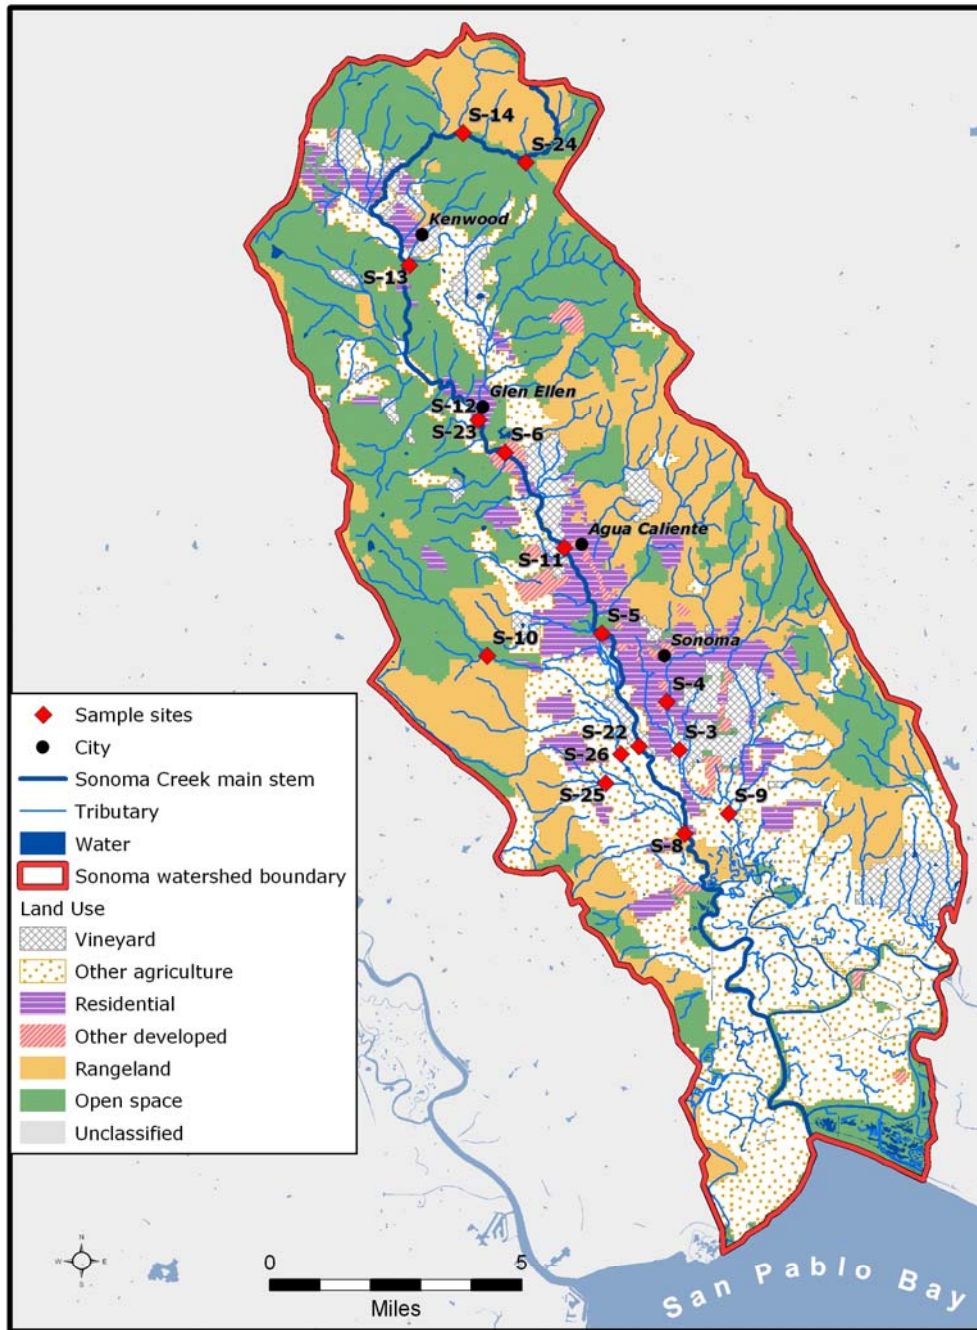 S-14
S-24
Kenwood
S-13
Glen Ellen
S-12
S-23
S-6
Agua Caliente
S-11
S-5
S-10
Sonoma
S-4
S-22
S-3
S-26
S-25
S-9
S-8
Sample sites
City
Sonoma Creek main stem
Tributary
Water
Sonoma watershed boundary
Land Use
Vineyard
Other agriculture
Residential
Other developed
Rangeland
Open space
Unclassified
N
W E
S
0 5
Miles
San Pablo Bay